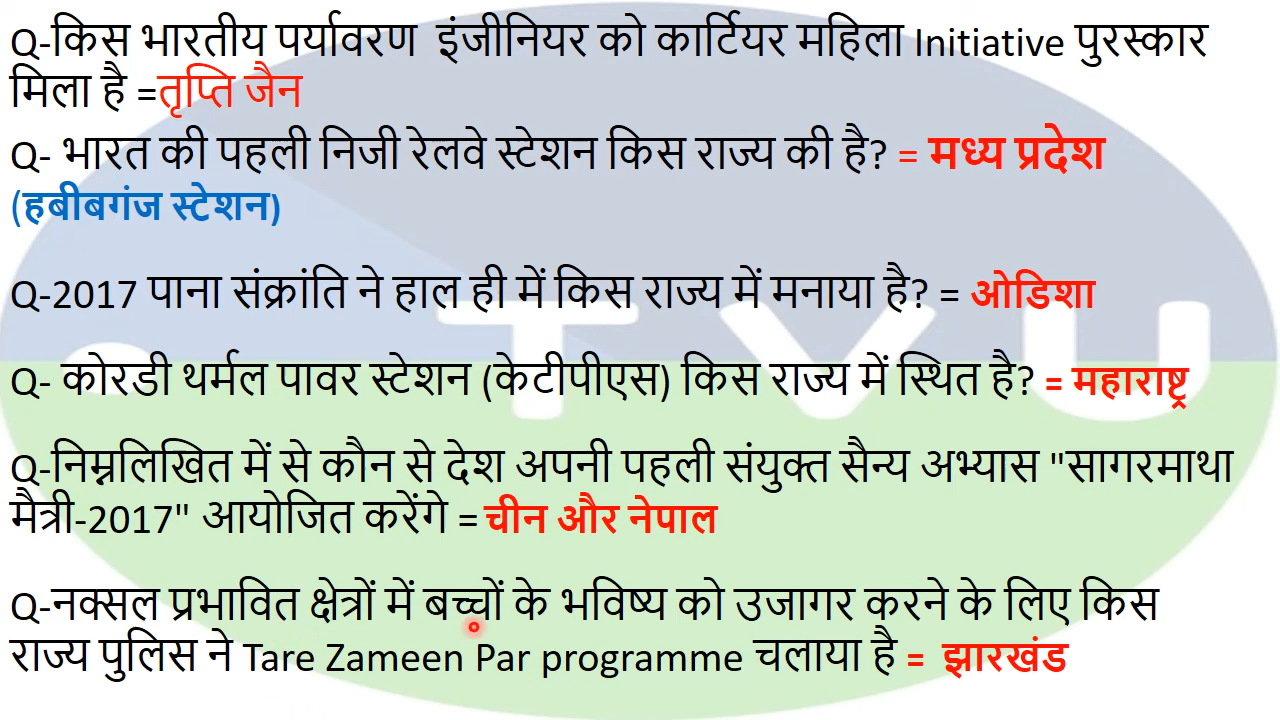 Q-किस भारतीय पर्यावरण इंजीनियर को कार्टियर महिला Initiative पुरस्कार
मिला है =तृप्ति जैन
Q- भारत की पहली निजी रेलवे स्टेशन किस राज्य की है? = मध्य प्रदेश
(हबीबगंज स्टेशन)
Q-2017 पाना संक्रांति ने हाल ही में किस राज्य में मनाया है? = ओडिशा
Q- कोरडी थर्मल पावर स्टेशन (केटीपीएस) किस राज्य में स्थित है? = महाराष्ट्र
Q-निम्नलिखित में से कौन से देश अपनी पहली संयुक्त सैन्य अभ्यास "सागरमाथा
मैत्री-2017" आयोजित करेंगे = चीन और नेपाल
Q-नक्सल प्रभावित क्षेत्रों में बच्चों के भविष्य को उजागर करने के लिए किस
राज्य पुलिस ने Tare Zameen Par programme चलाया है = झारखंड
TVU